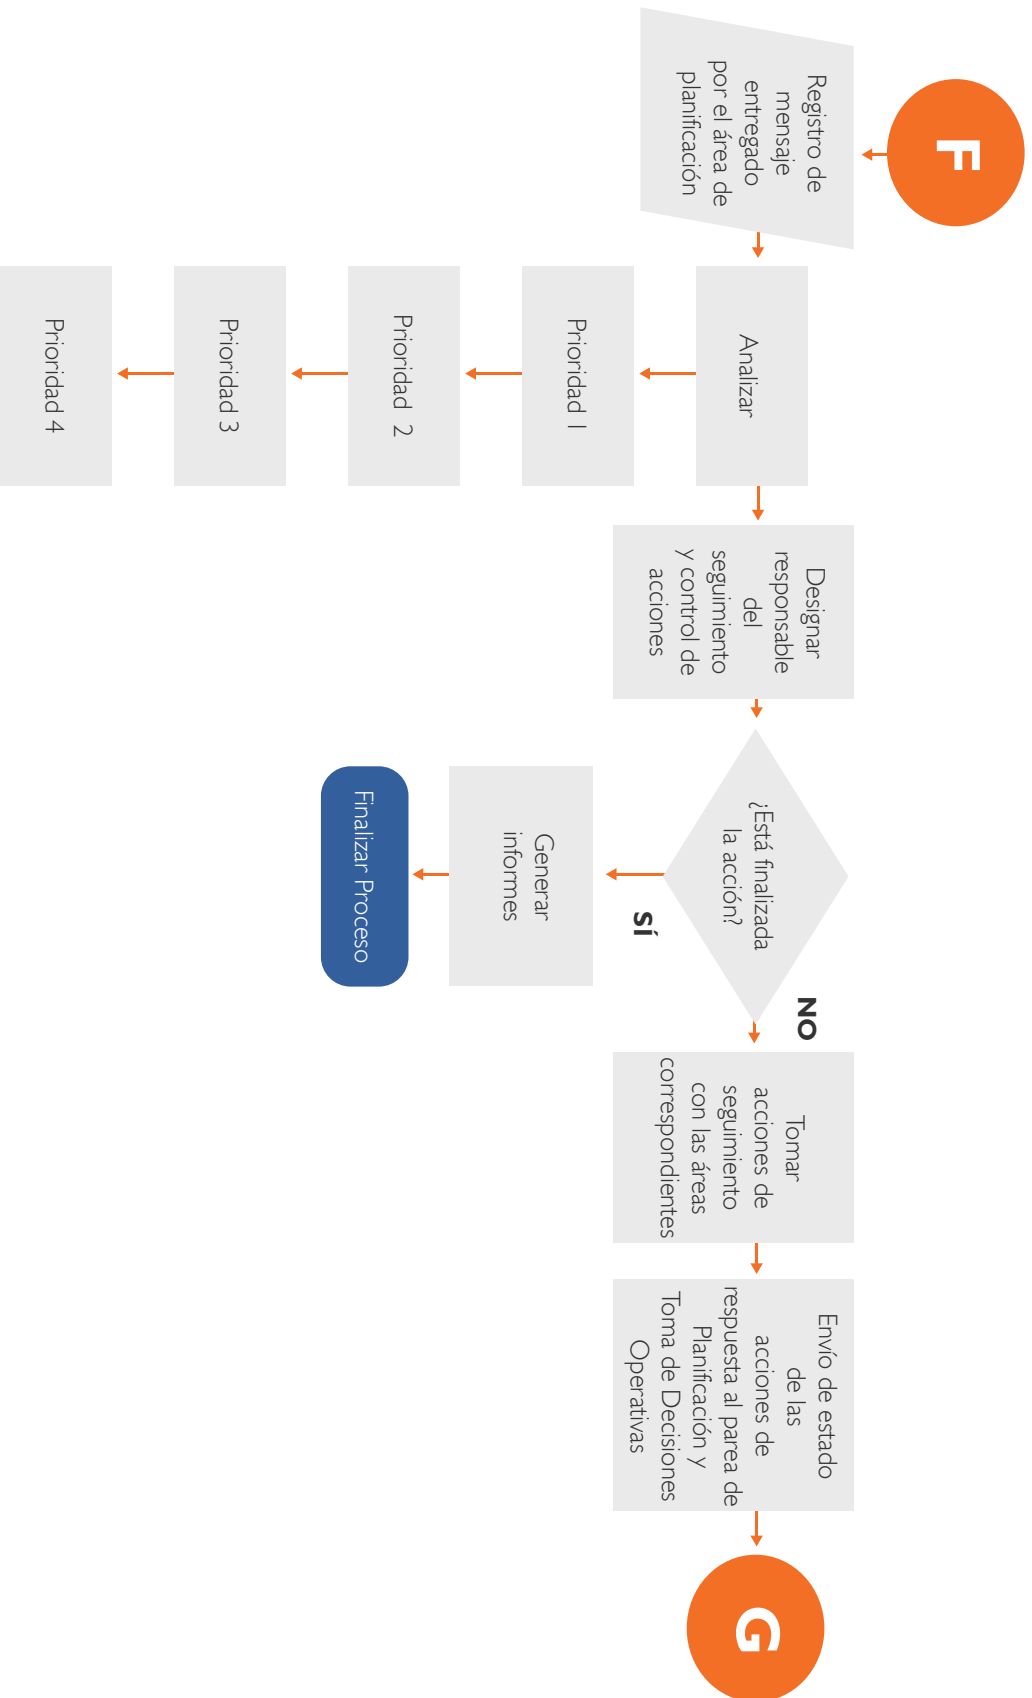 F
Registro de
mensaje
entregado
por el área de
planificación
Analizar
Prioridad 1
Prioridad 2
Prioridad 3
Prioridad 4
Designar
responsable
del
seguimiento
y control de
acciones
¿Está finalizada
la acción?
SÍ
Generar
informes
Finalizar Proceso
NO
Tomar
acciones de
seguimiento
con las áreas
correspondientes
Envío de estado
de las
acciones de
respuesta al parea de
Planificación y
Toma de Decisiones
Operativas
G